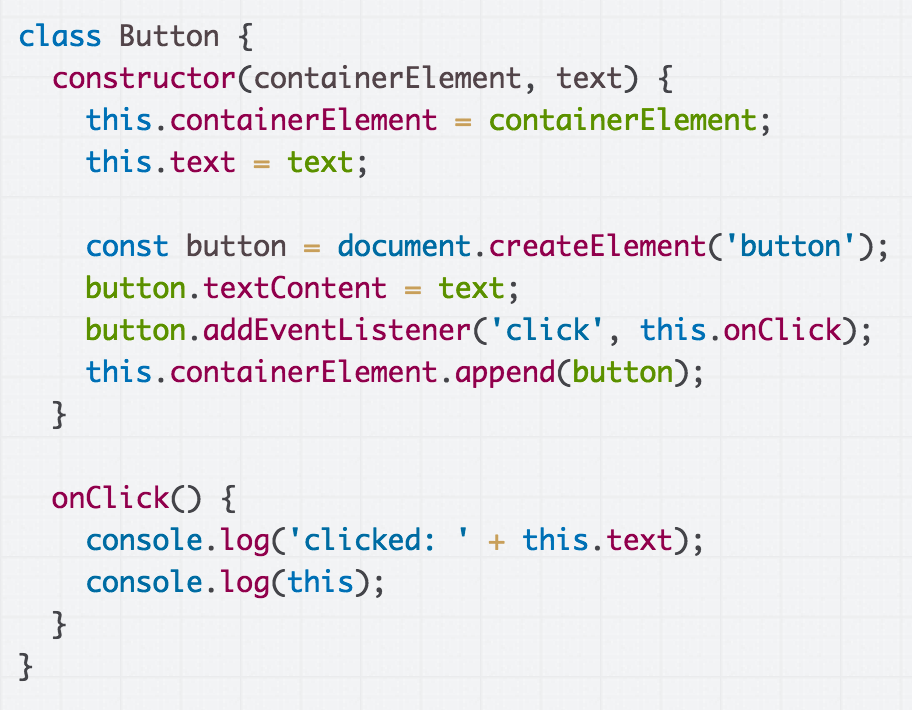 class Button {
  constructor(containerElement, text) {
    this.containerElement = containerElement;
    this.text = text;

    const button = document.createElement('button');
    button.textContent = text;
    button.addEventListener('click', this.onClick);
    this.containerElement.append(button);
  }

  onClick() {
    console.log('clicked: ' + this.text);
    console.log(this);
  }
}